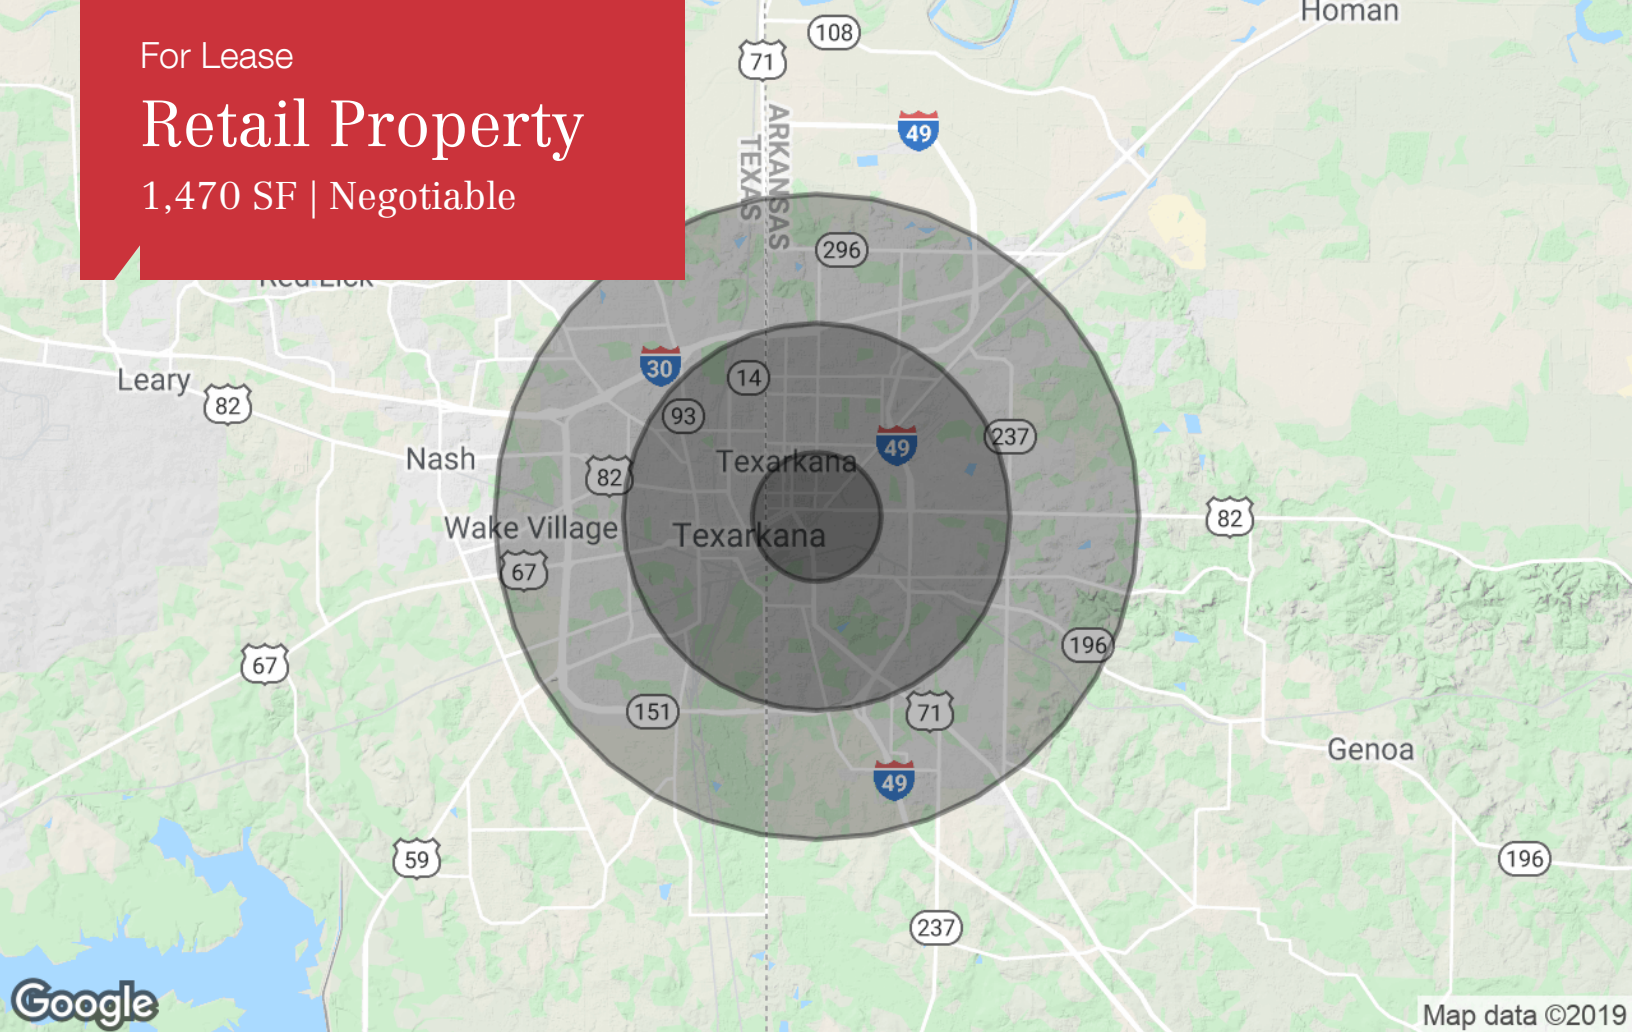 For Lease
Retail Property
1,470 SF | Negotiable
Homan
108
71
49
ARKANSAS
TEXAS
296
Red Lick
30
14
93
Leary
82
49
237
Nash
Texarkana
82
Wake Village
Texarkana
82
67
196
67
151
71
Genoa
49
59
196
237
Google
Map data ©2019